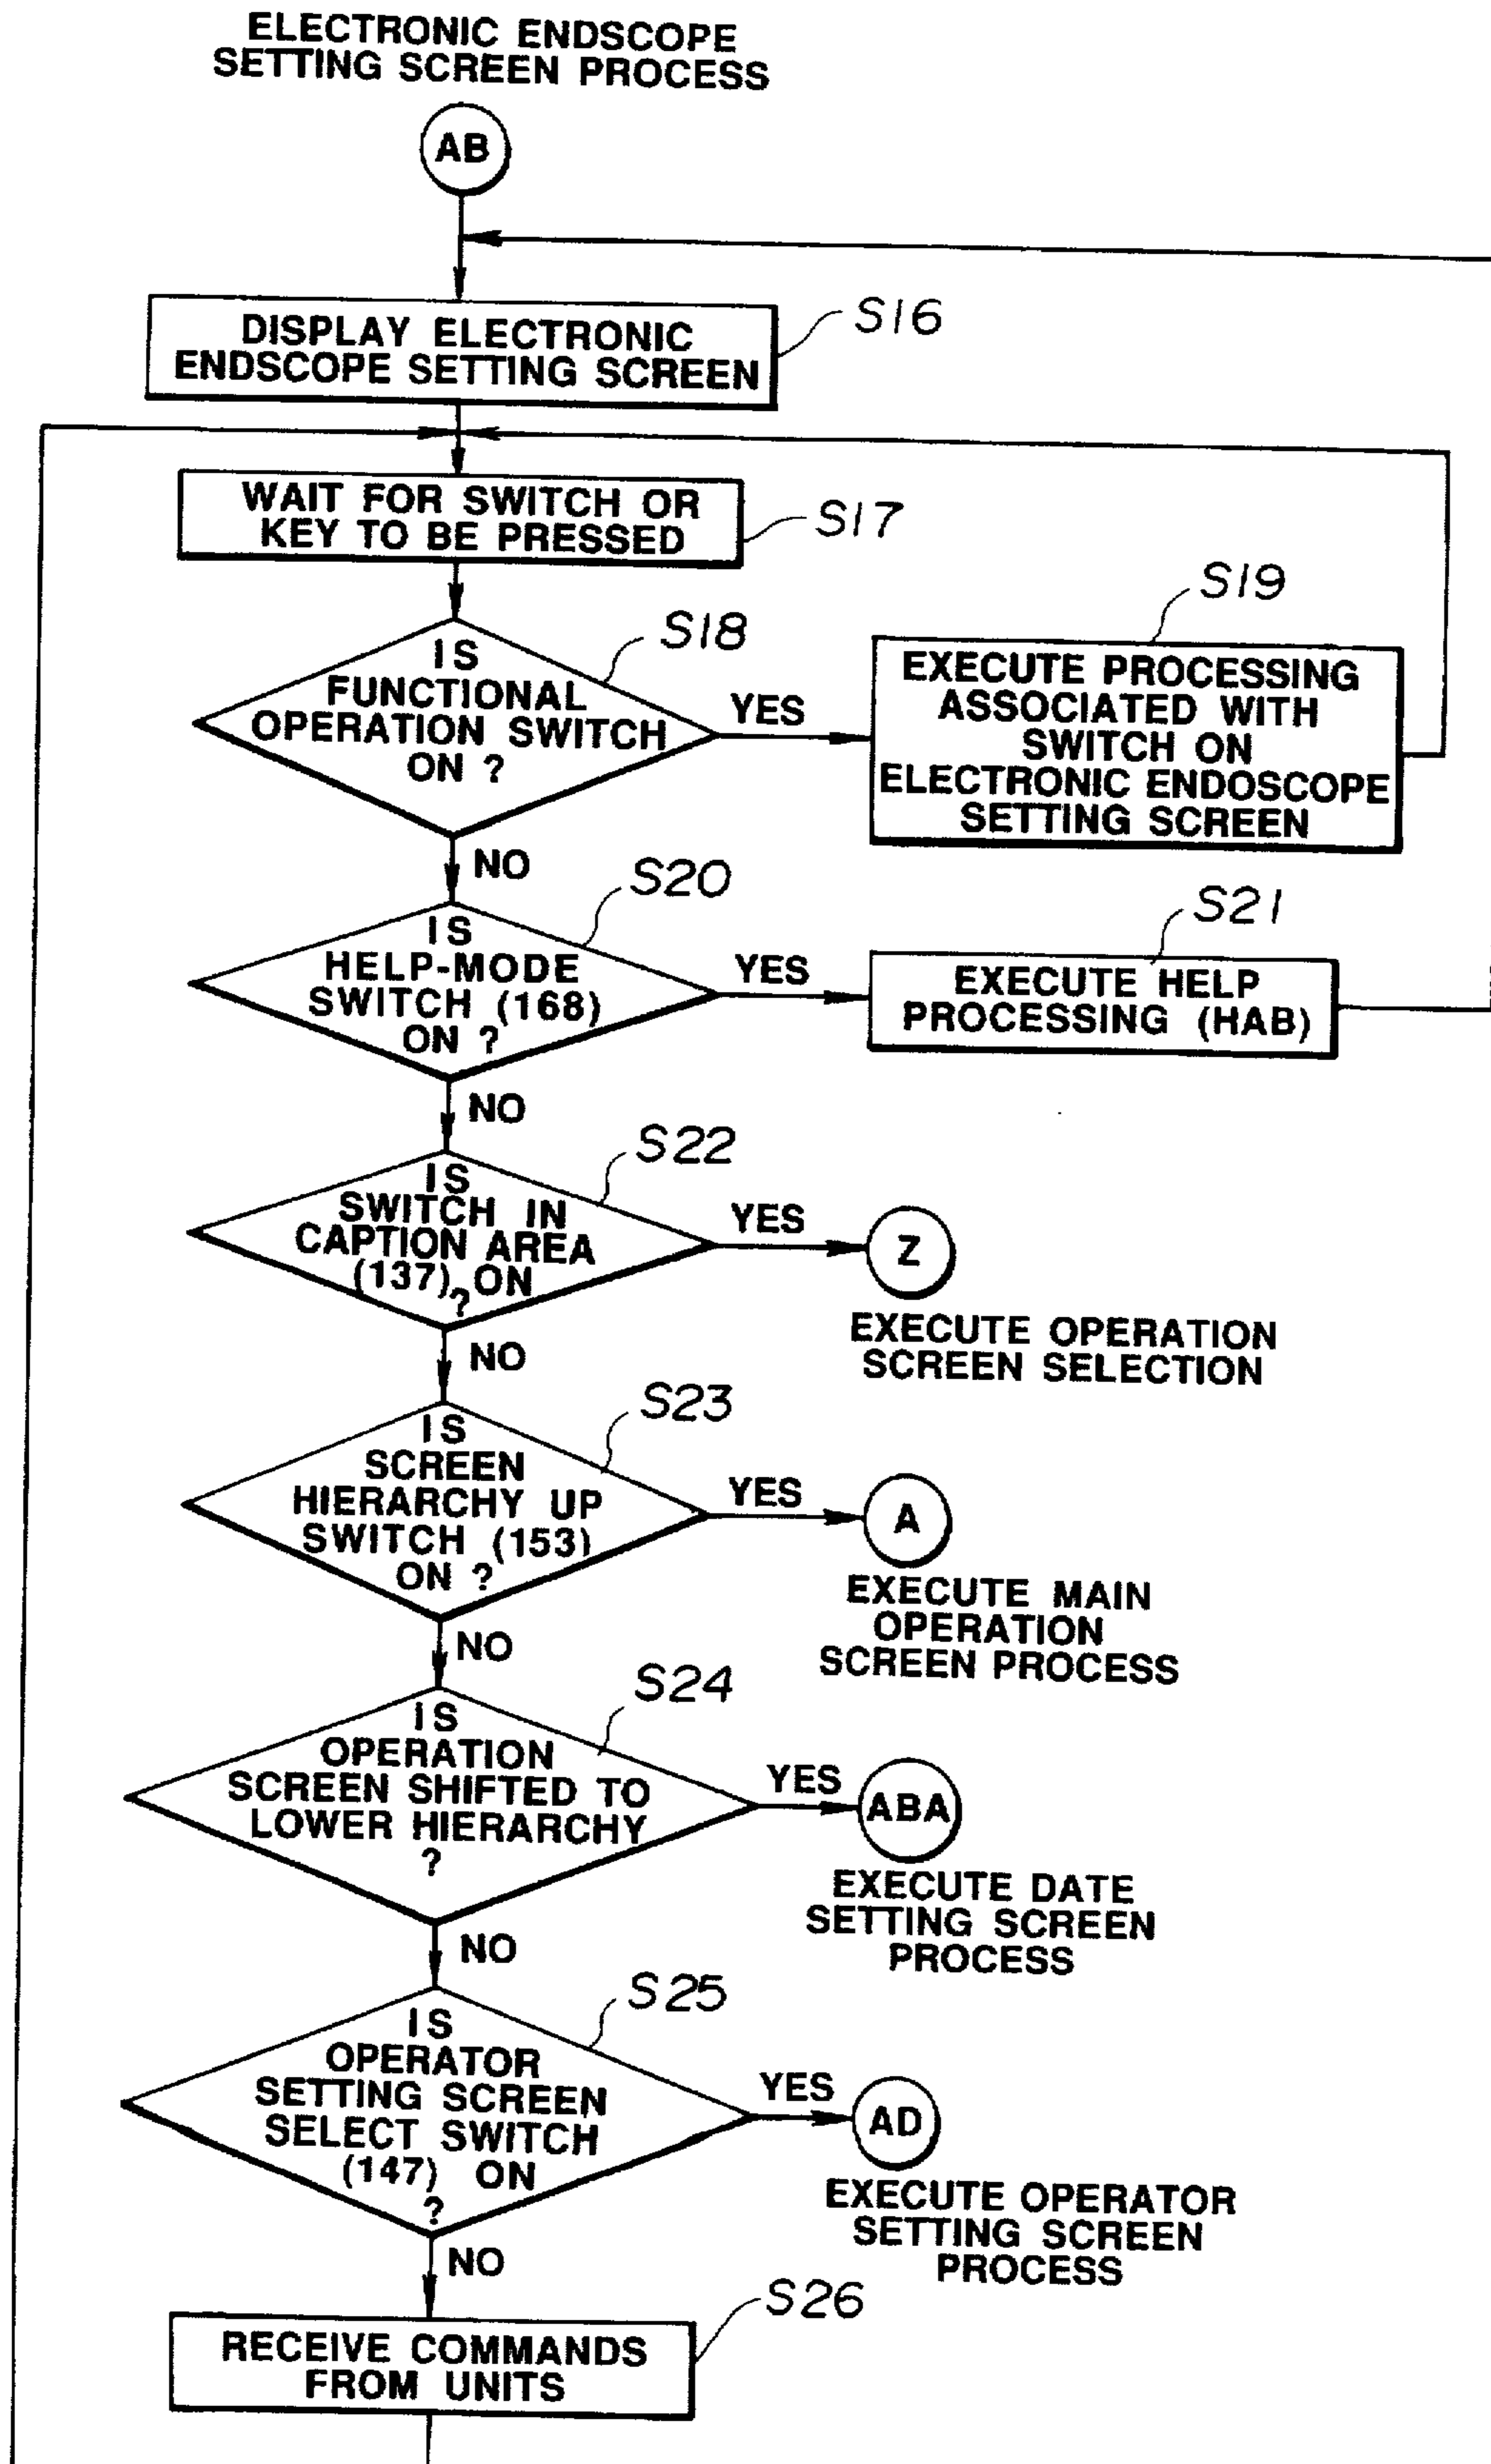 ELECTRONIC ENDSCOPE
SETTING SCREEN PROCESS
AB
S16
DISPLAY ELECTRONIC
ENDSCOPE SETTING SCREEN
WAIT FOR SWITCH OR
KEY TO BE PRESSED
S17
S18
IS
FUNCTIONAL
OPERATION SWITCH
ON ?
YES
S19
EXECUTE PROCESSING
ASSOCIATED WITH
SWITCH ON
ELECTRONIC ENDOSCOPE
SETTING SCREEN
NO
S20
IS
HELP-MODE
SWITCH (168)
ON ?
YES
S21
EXECUTE HELP
PROCESSING (HAB)
NO
S22
IS
SWITCH IN
CAPTION AREA
(137) ON
?
YES
Z
EXECUTE OPERATION
SCREEN SELECTION
NO
S23
IS
SCREEN
HIERARCHY UP
SWITCH (153)
ON ?
YES
A
EXECUTE MAIN
OPERATION
SCREEN PROCESS
NO
S24
IS
OPERATION
SCREEN SHIFTED TO
LOWER HIERARCHY
?
YES
ABA
EXECUTE DATE
SETTING SCREEN
PROCESS
NO
S25
IS
OPERATOR
SETTING SCREEN
SELECT SWITCH
(147) ON
?
YES
AD
EXECUTE OPERATOR
SETTING SCREEN
PROCESS
NO
S26
RECEIVE COMMANDS
FROM UNITS